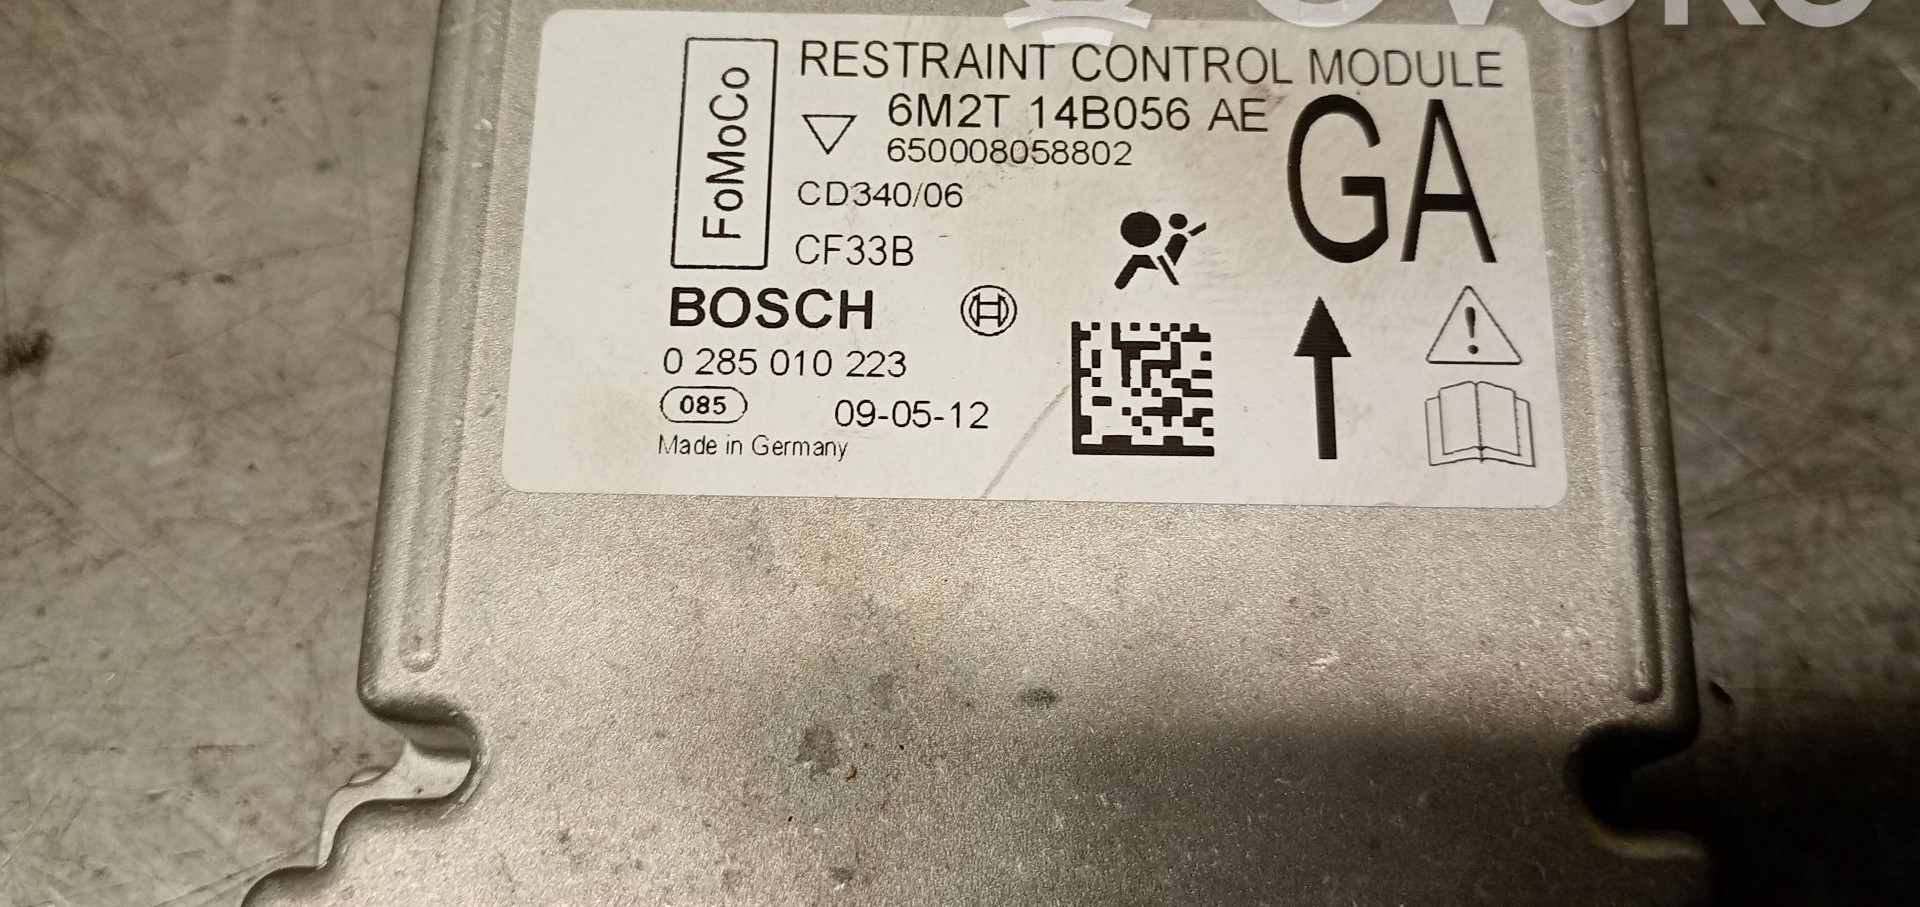 RESTRAINT CONTROL MODULE
FoMoCo
6M2T 14B056 AE
GA
650008058802
CD340/06
CF33B
BOSCH
0 285 010 223
085
09-05-12
Made in Germany